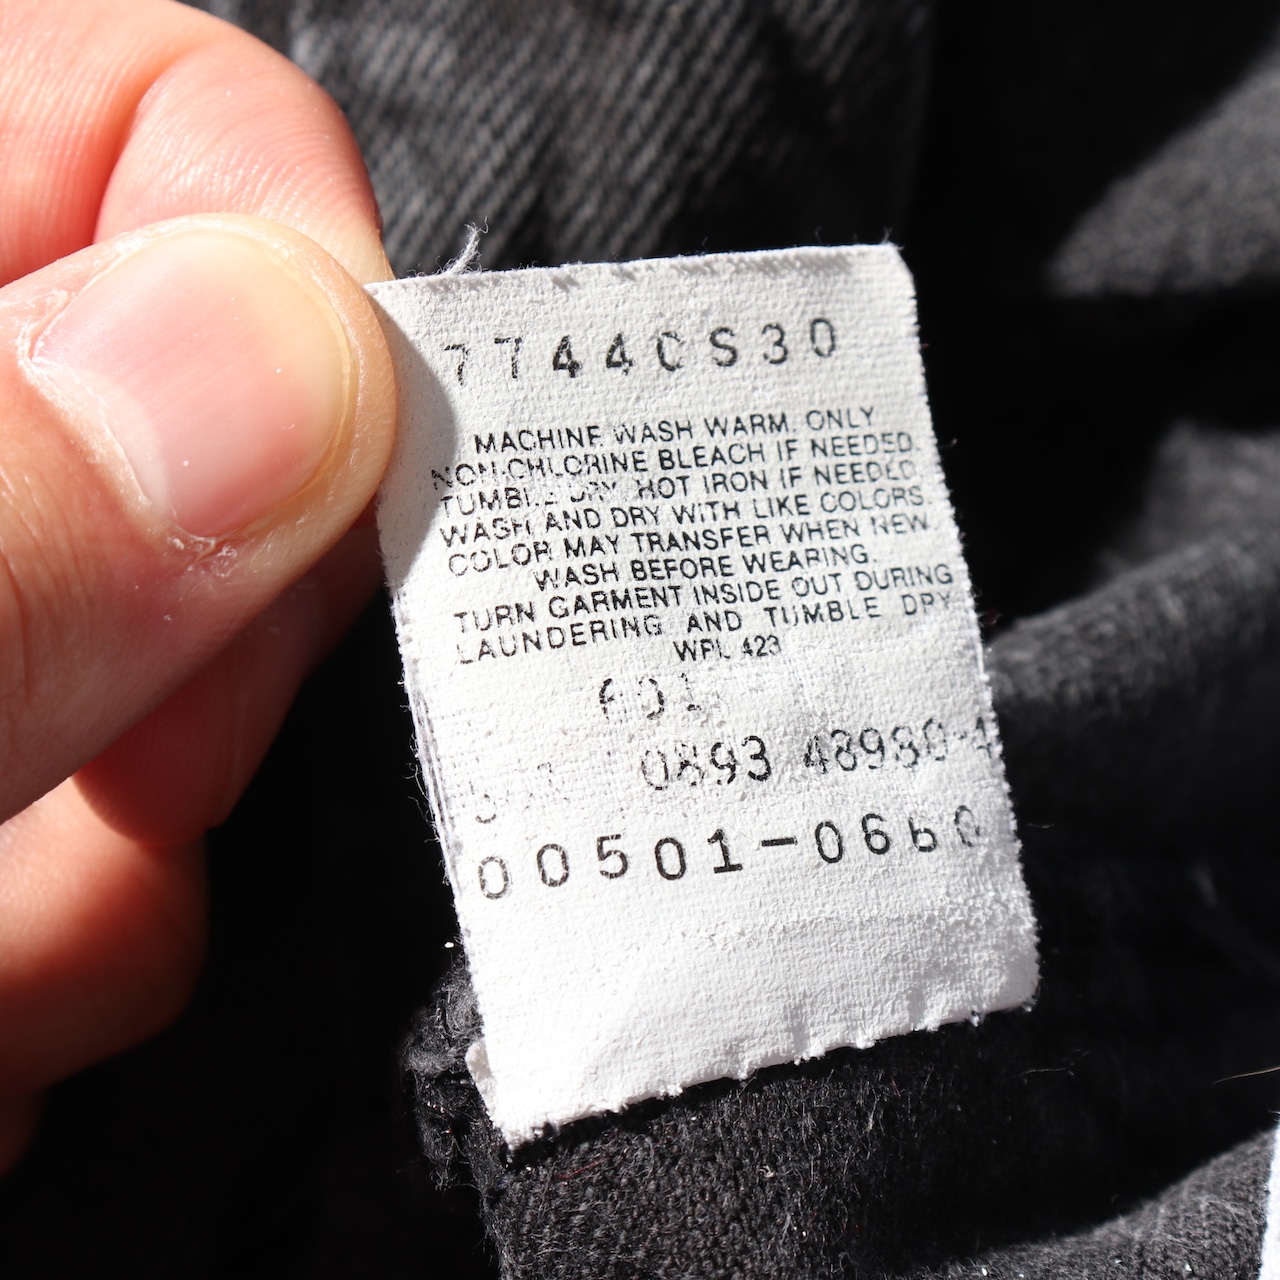 77440S30
MACHINE WASH WARM. ONLY
NON-CHLORINE BLEACH IF NEEDED.
TUMBLE DRY. HOT IRON IF NEEDED.
WASH AND DRY WITH LIKE COLORS.
COLOR MAY TRANSFER WHEN NEW.
WASH BEFORE WEARING.
TURN GARMENT INSIDE OUT DURING
LAUNDERING AND TUMBLE DRY
WPL 423
0893 48980-4
00501-0660